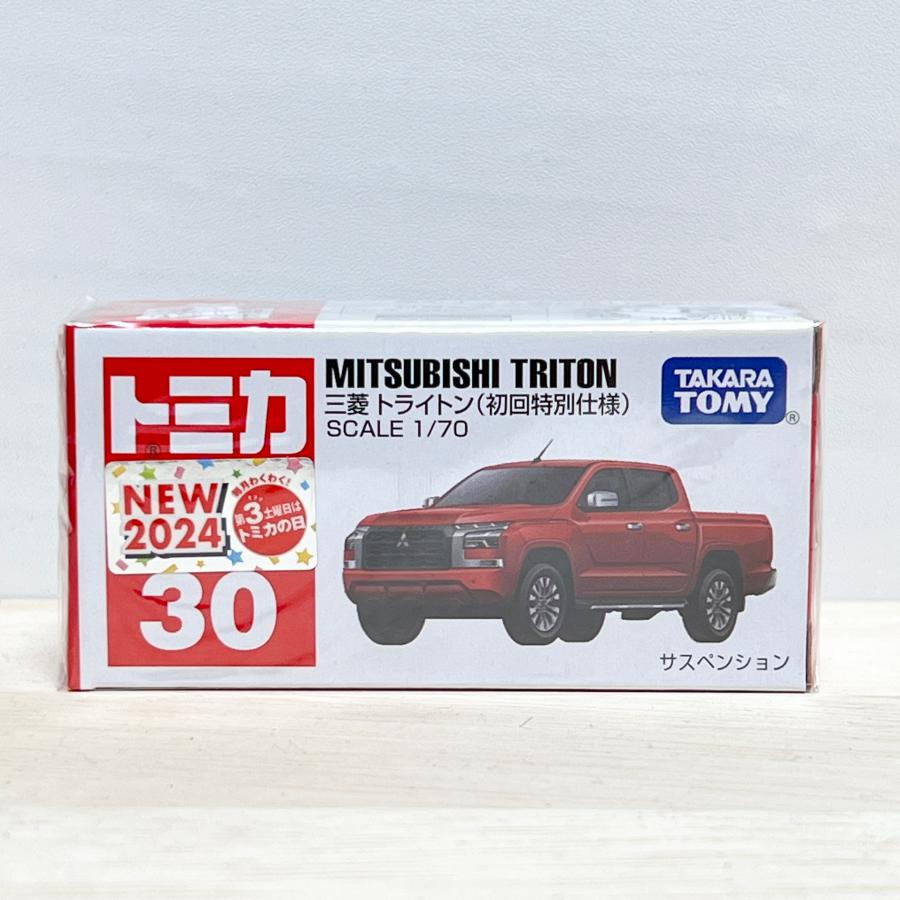 トミカ®
MITSUBISHI TRITON
三菱 トライトン(初回特別仕様)
SCALE 1/70
TAKARA
TOMY®
NEW
2024
毎月わくわく!
第3土曜日は
トミカの日
30
サスペンション